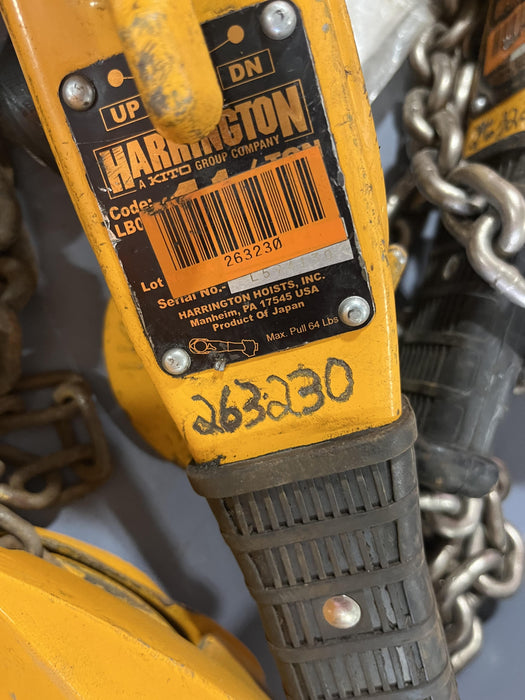 UP
DN
HARRINGTON
A KITO GROUP COMPANY
Code:
TON
263230
Lot
Serial No.
HARRINGTON HOISTS, INC.
Manheim, PA 17545 USA
Product Of Japan
Max. Pull 64 Lbs
263230